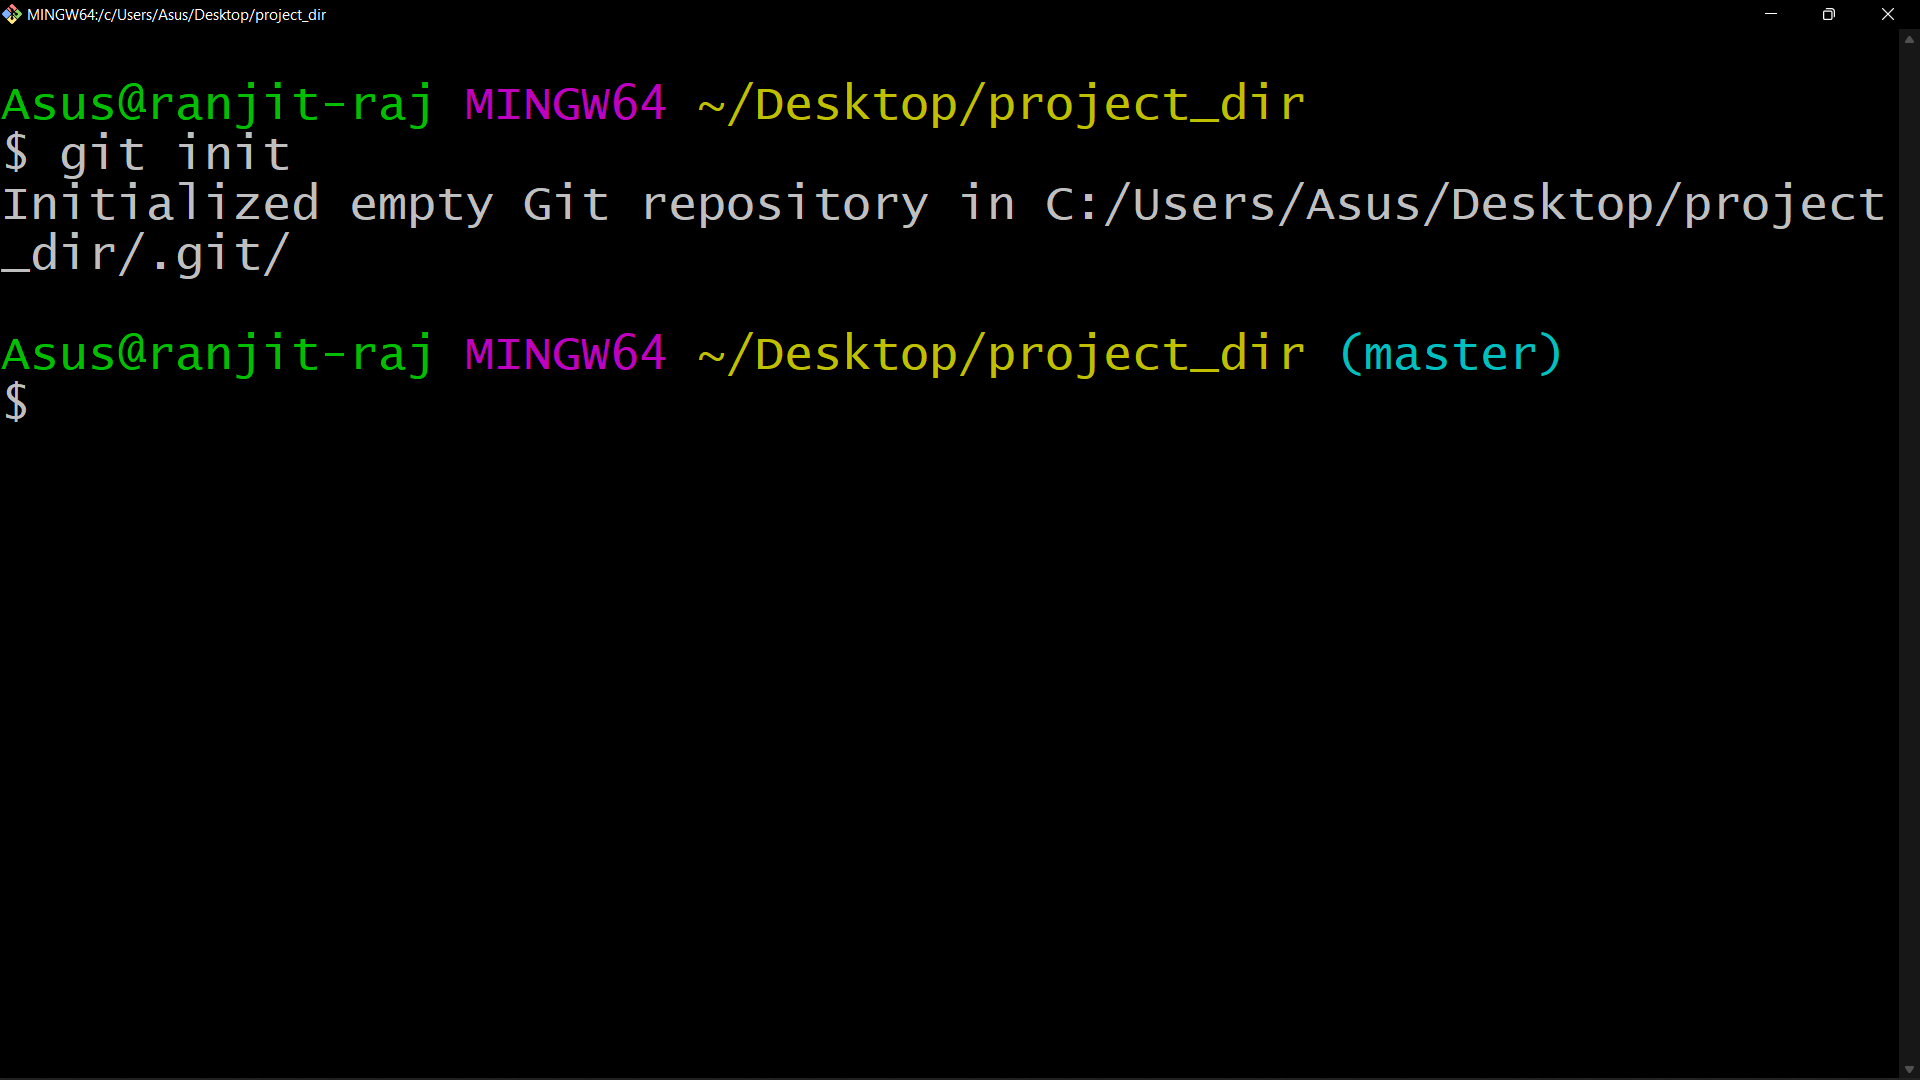 MINGW64:/c/Users/Asus/Desktop/project_dir
Asus@ranjit-raj MINGW64 ~/Desktop/project_dir
$ git init
Initialized empty Git repository in C:/Users/Asus/Desktop/project
_dir/.git/
Asus@ranjit-raj MINGW64 ~/Desktop/project_dir (master)
$